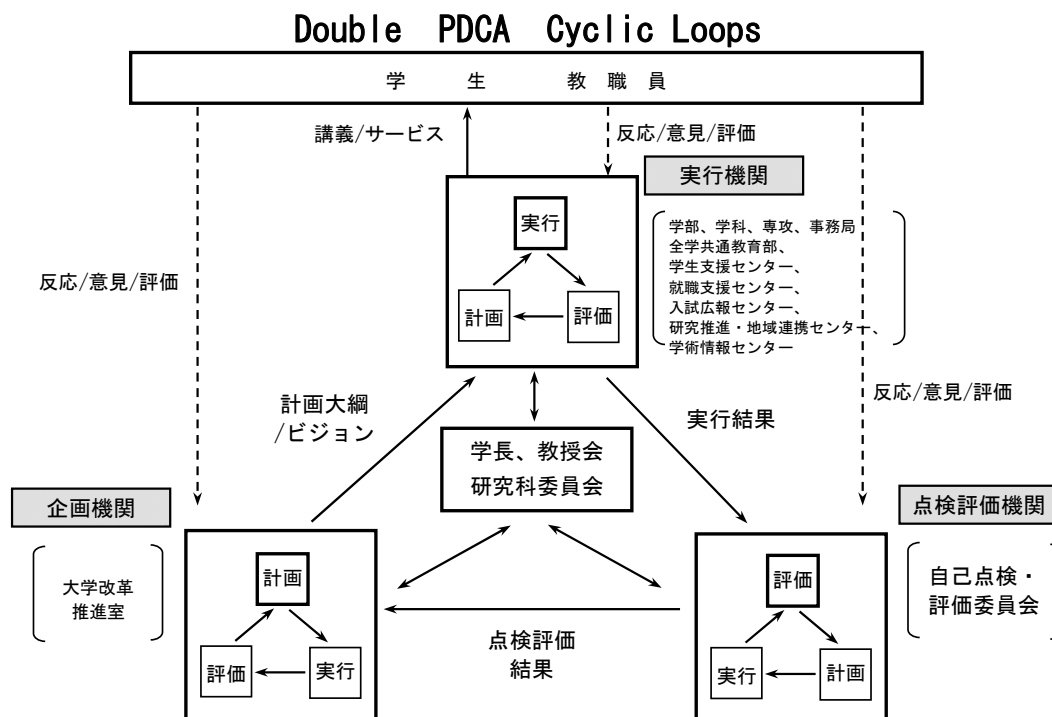 Double PDCA Cyclic Loops
学 生 教 職 員
講義/サービス
反応/意見/評価
実行機関
実行
計画
評価
学部、学科、専攻、事務局
全学共通教育部、
学生支援センター、
就職支援センター、
入試広報センター、
研究推進・地域連携センター、
学術情報センター
反応/意見/評価
反応/意見/評価
計画大綱
/ビジョン
実行結果
学長、教授会
研究科委員会
企画機関
大学改革
推進室
計画
評価
実行
点検評価
結果
点検評価機関
自己点検・
評価委員会
評価
実行
計画